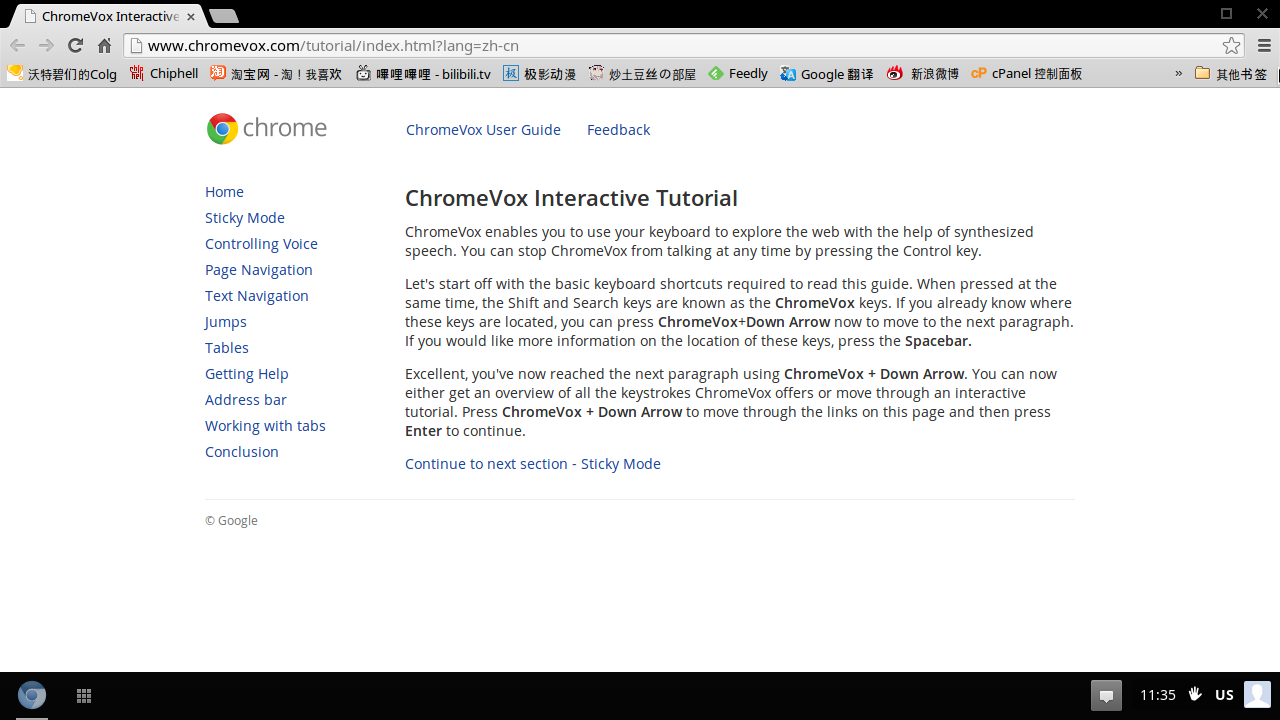 ChromeVox Interactive
www.chromevox.com/tutorial/index.html?lang=zh-cn
沃特碧们的Colg Chiphell 淘宝网 - 淘！我喜欢 嗶哩嗶哩 - bilibili.tv 极影动漫 炒土豆丝の部屋 Feedly Google 翻译 新浪微博 cPanel 控制面板 » 其他书签
chrome ChromeVox User Guide Feedback
Home
Sticky Mode
Controlling Voice
Page Navigation
Text Navigation
Jumps
Tables
Getting Help
Address bar
Working with tabs
Conclusion
ChromeVox Interactive Tutorial
ChromeVox enables you to use your keyboard to explore the web with the help of synthesized
speech. You can stop ChromeVox from talking at any time by pressing the Control key.
Let's start off with the basic keyboard shortcuts required to read this guide. When pressed at the
same time, the Shift and Search keys are known as the ChromeVox keys. If you already know where
these keys are located, you can press ChromeVox+Down Arrow now to move to the next paragraph.
If you would like more information on the location of these keys, press the Spacebar.
Excellent, you've now reached the next paragraph using ChromeVox + Down Arrow. You can now
either get an overview of all the keystrokes ChromeVox offers or move through an interactive
tutorial. Press ChromeVox + Down Arrow to move through the links on this page and then press
Enter to continue.
Continue to next section - Sticky Mode
© Google
11:35 US